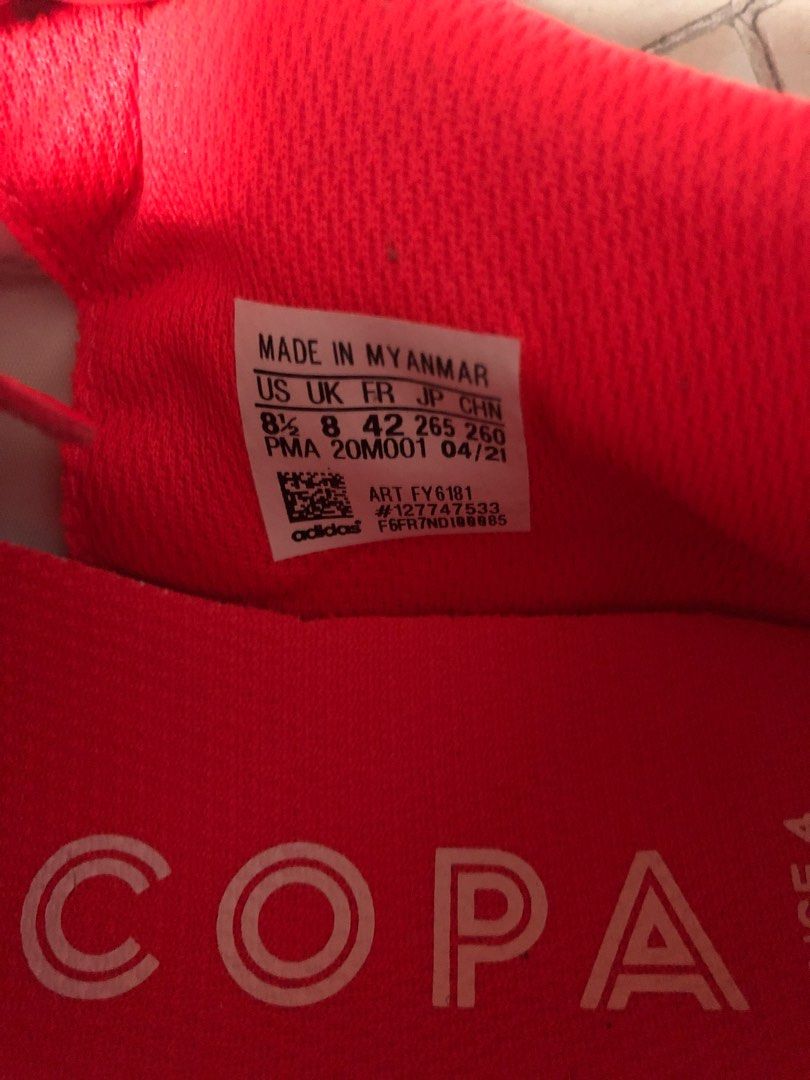 MADE IN MYANMAR
US UK FR JP CHN
8½ 8 42 265 260
PMA 20M001 04/21
ART FY6181
#127747533
adidas
COPA